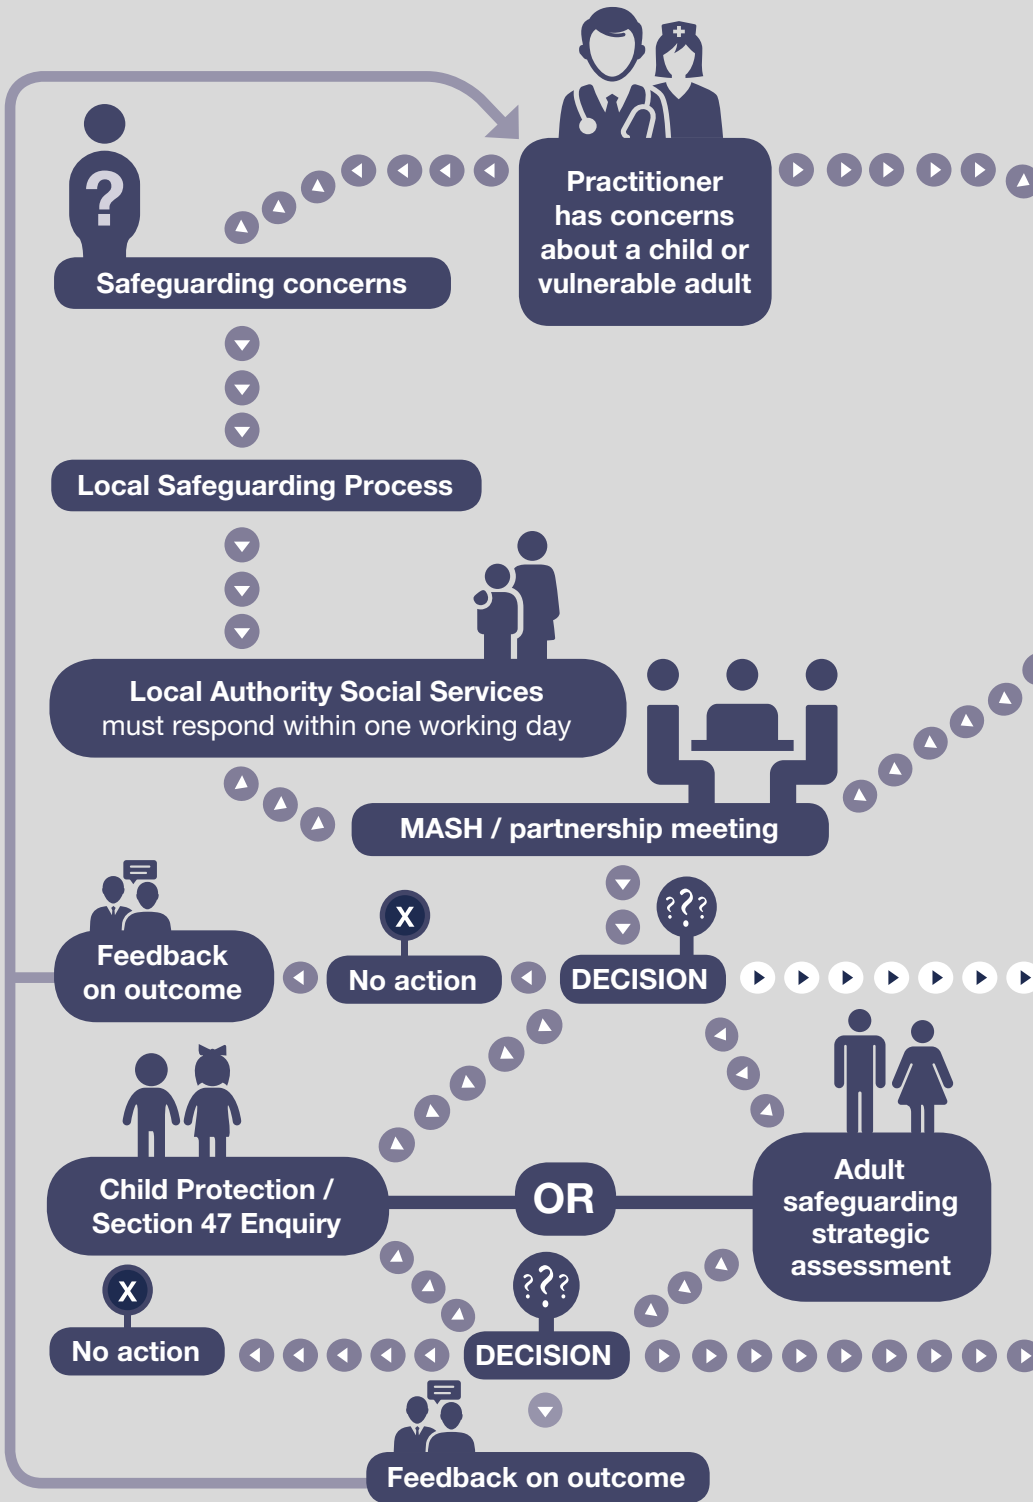 Practitioner
has concerns
about a child or
vulnerable adult
?
Safeguarding concerns
Local Safeguarding Process
Local Authority Social Services
must respond within one working day
MASH / partnership meeting
Feedback
on outcome
X
No action
???
DECISION
Child Protection /
Section 47 Enquiry
OR
Adult
safeguarding
strategic
assessment
X
No action
???
DECISION
Feedback on outcome